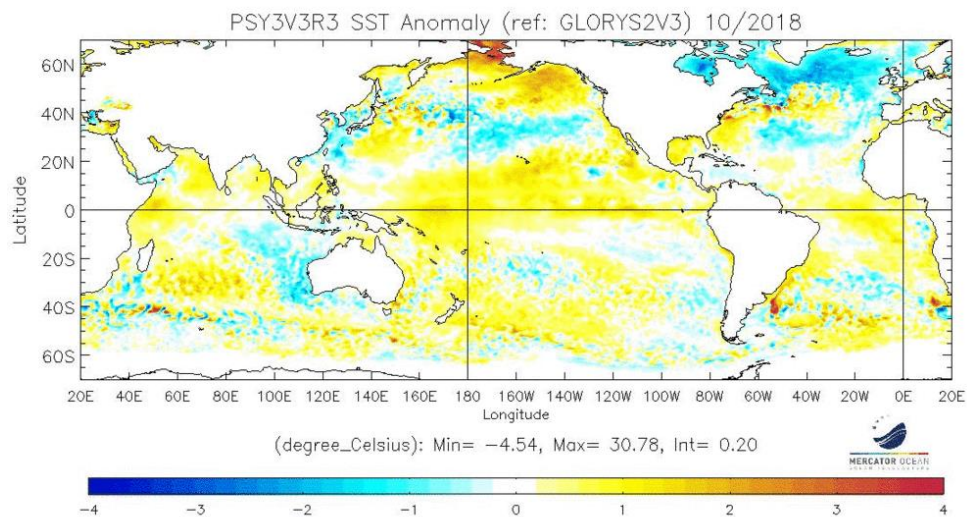 PSY3V3R3 SST Anomaly (ref: GLORYS2V3) 10/2018
Latitude
60N
40N
20N
0
20S
40S
60S
20E 40E 60E 80E 100E 120E 140E 160E 180 160W 140W 120W 100W 80W 60W 40W 20W 0E 20E
Longitude
(degree_Celsius): Min= -4.54, Max= 30.78, Int= 0.20
MERCATOR OCEAN
-4 -3 -2 -1 0 1 2 3 4